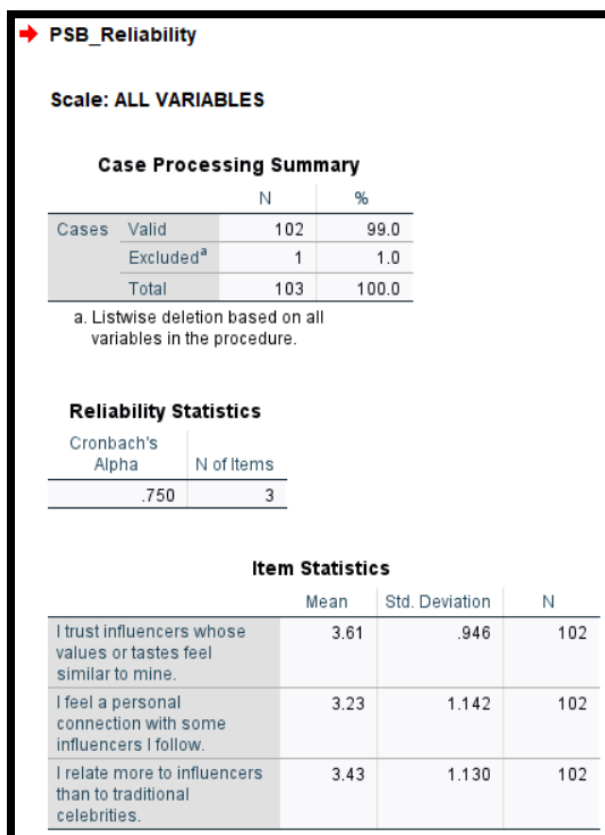 PSB_Reliability
Scale: ALL VARIABLES
Case Processing Summary
N %
Cases Valid 102 99.0
Excludedᵃ 1 1.0
Total 103 100.0
a. Listwise deletion based on all
variables in the procedure.
Reliability Statistics
Cronbach's
Alpha N of Items
.750 3
Item Statistics
Mean Std. Deviation N
I trust influencers whose 3.61 .946 102
values or tastes feel
similar to mine.
I feel a personal 3.23 1.142 102
connection with some
influencers I follow.
I relate more to influencers 3.43 1.130 102
than to traditional
celebrities.